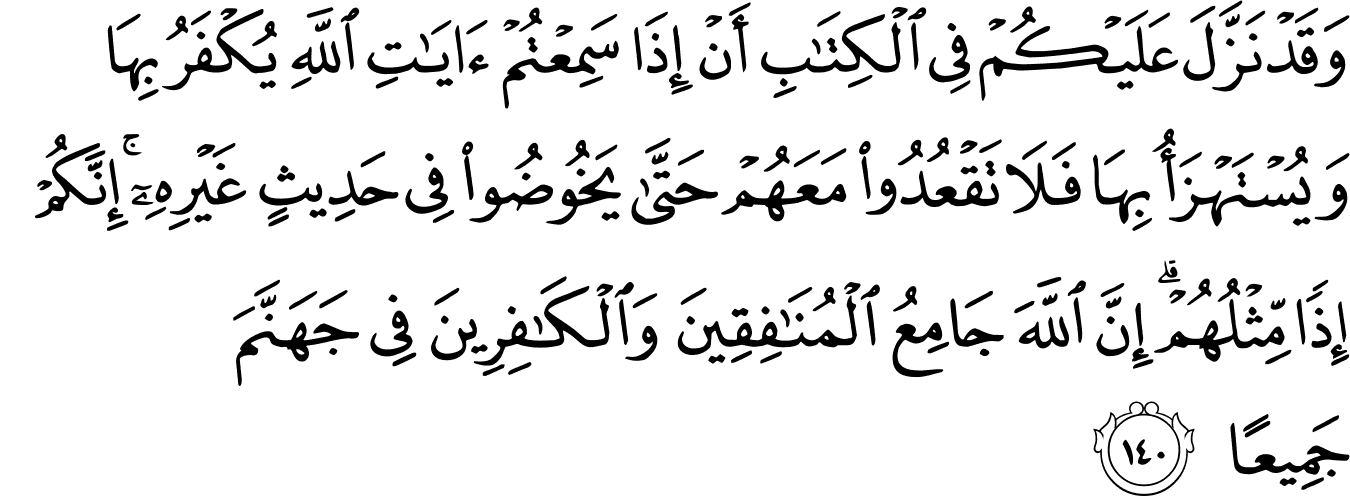 وَقَدْ نَزَّلَ عَلَيْكُمْ فِى ٱلْكِتَـٰبِ أَنْ إِذَا سَمِعْتُمْ ءَايَـٰتِ ٱللَّهِ يُكْفَرُ بِهَا
وَيُسْتَهْزَأُ بِهَا فَلَا تَقْعُدُوا۟ مَعَهُمْ حَتَّىٰ يَخُوضُوا۟ فِى حَدِيثٍ غَيْرِهِۦٓ ۚ إِنَّكُمْ
إِذًا مِّثْلُهُمْ ۗ إِنَّ ٱللَّهَ جَامِعُ ٱلْمُنَـٰفِقِينَ وَٱلْكَـٰفِرِينَ فِى جَهَنَّمَ
جَمِيعًا ١٤٠